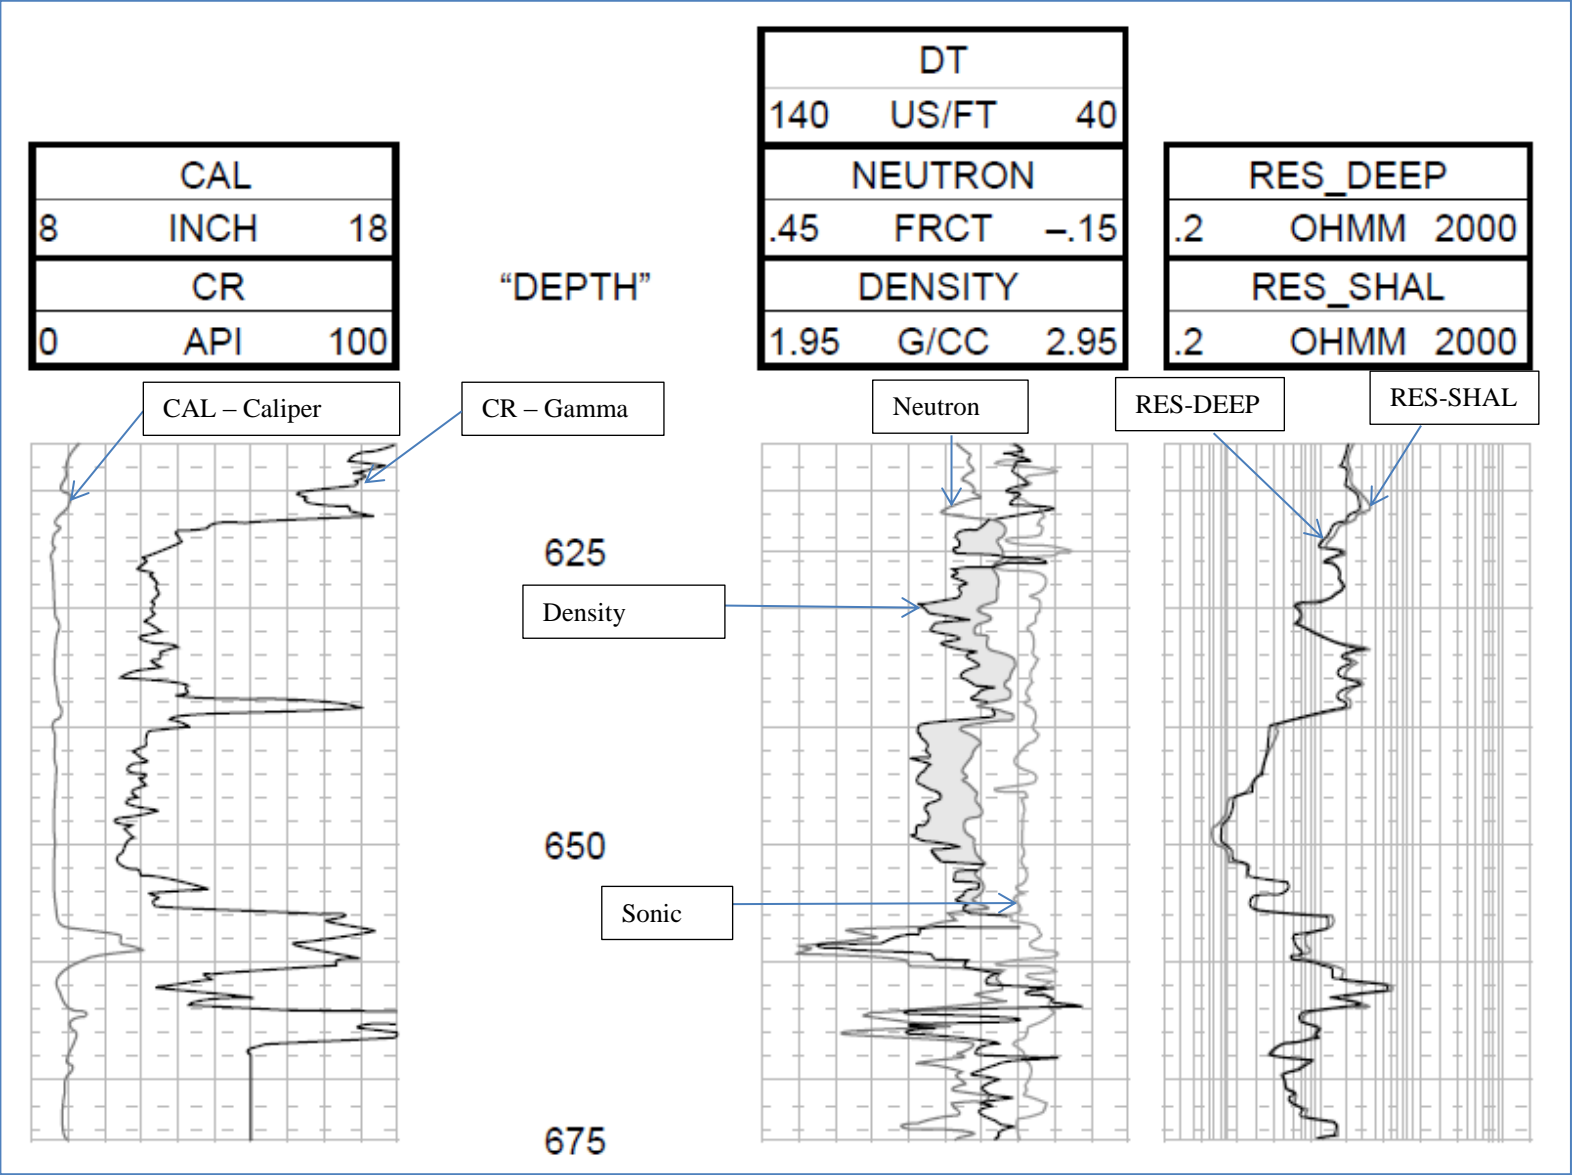 DT
140 US/FT 40
CAL
NEUTRON
RES_DEEP
8 INCH 18
.45 FRCT –.15
.2 OHMM 2000
CR
“DEPTH”
DENSITY
RES_SHAL
0 API 100
1.95 G/CC 2.95
.2 OHMM 2000
CAL – Caliper
CR – Gamma
Neutron
RES-DEEP
RES-SHAL
625
Density
650
Sonic
675